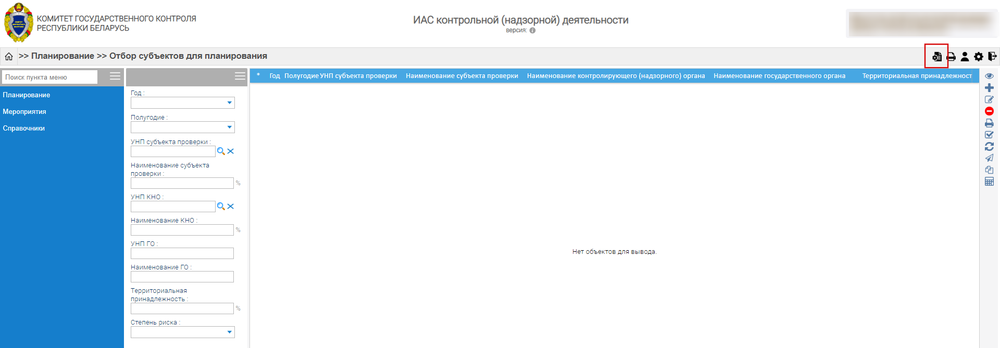 КОМИТЕТ ГОСУДАРСТВЕННОГО КОНТРОЛЯ
РЕСПУБЛИКИ БЕЛАРУСЬ
ИАС контрольной (надзорной) деятельности
версия:
>> Планирование >> Отбор субъектов для планирования
Поиск пункта меню
Планирование
Мероприятия
Справочники
Год :
Полугодие :
УНП субъекта проверки :
Наименование субъекта
проверки :
%
УНП КНО :
Наименование КНО :
%
УНП ГО :
Наименование ГО :
Территориальная
принадлежность :
%
Степень риска :
* Год Полугодие УНП субъекта проверки Наименование субъекта проверки Наименование контролирующего (надзорного) органа Наименование государственного органа Территориальная принадлежност
Нет объектов для вывода.